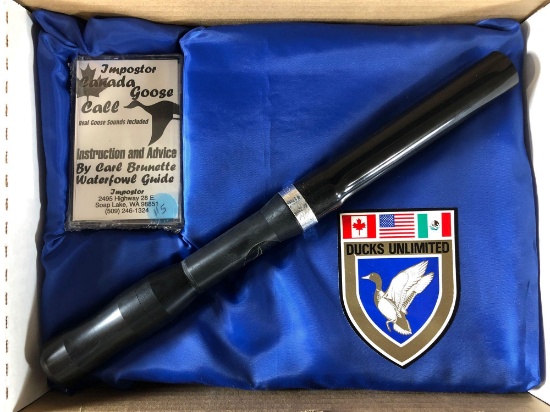 Impostor
Canada
Goose
Call
Real Goose Sounds Included
Instruction and Advice
By Carl Brunette
Waterfowl Guide
Impostor
2495 Highway 28 E.
Soap Lake, WA 98851
(509) 246-1324
115
DUCKS UNLIMITED